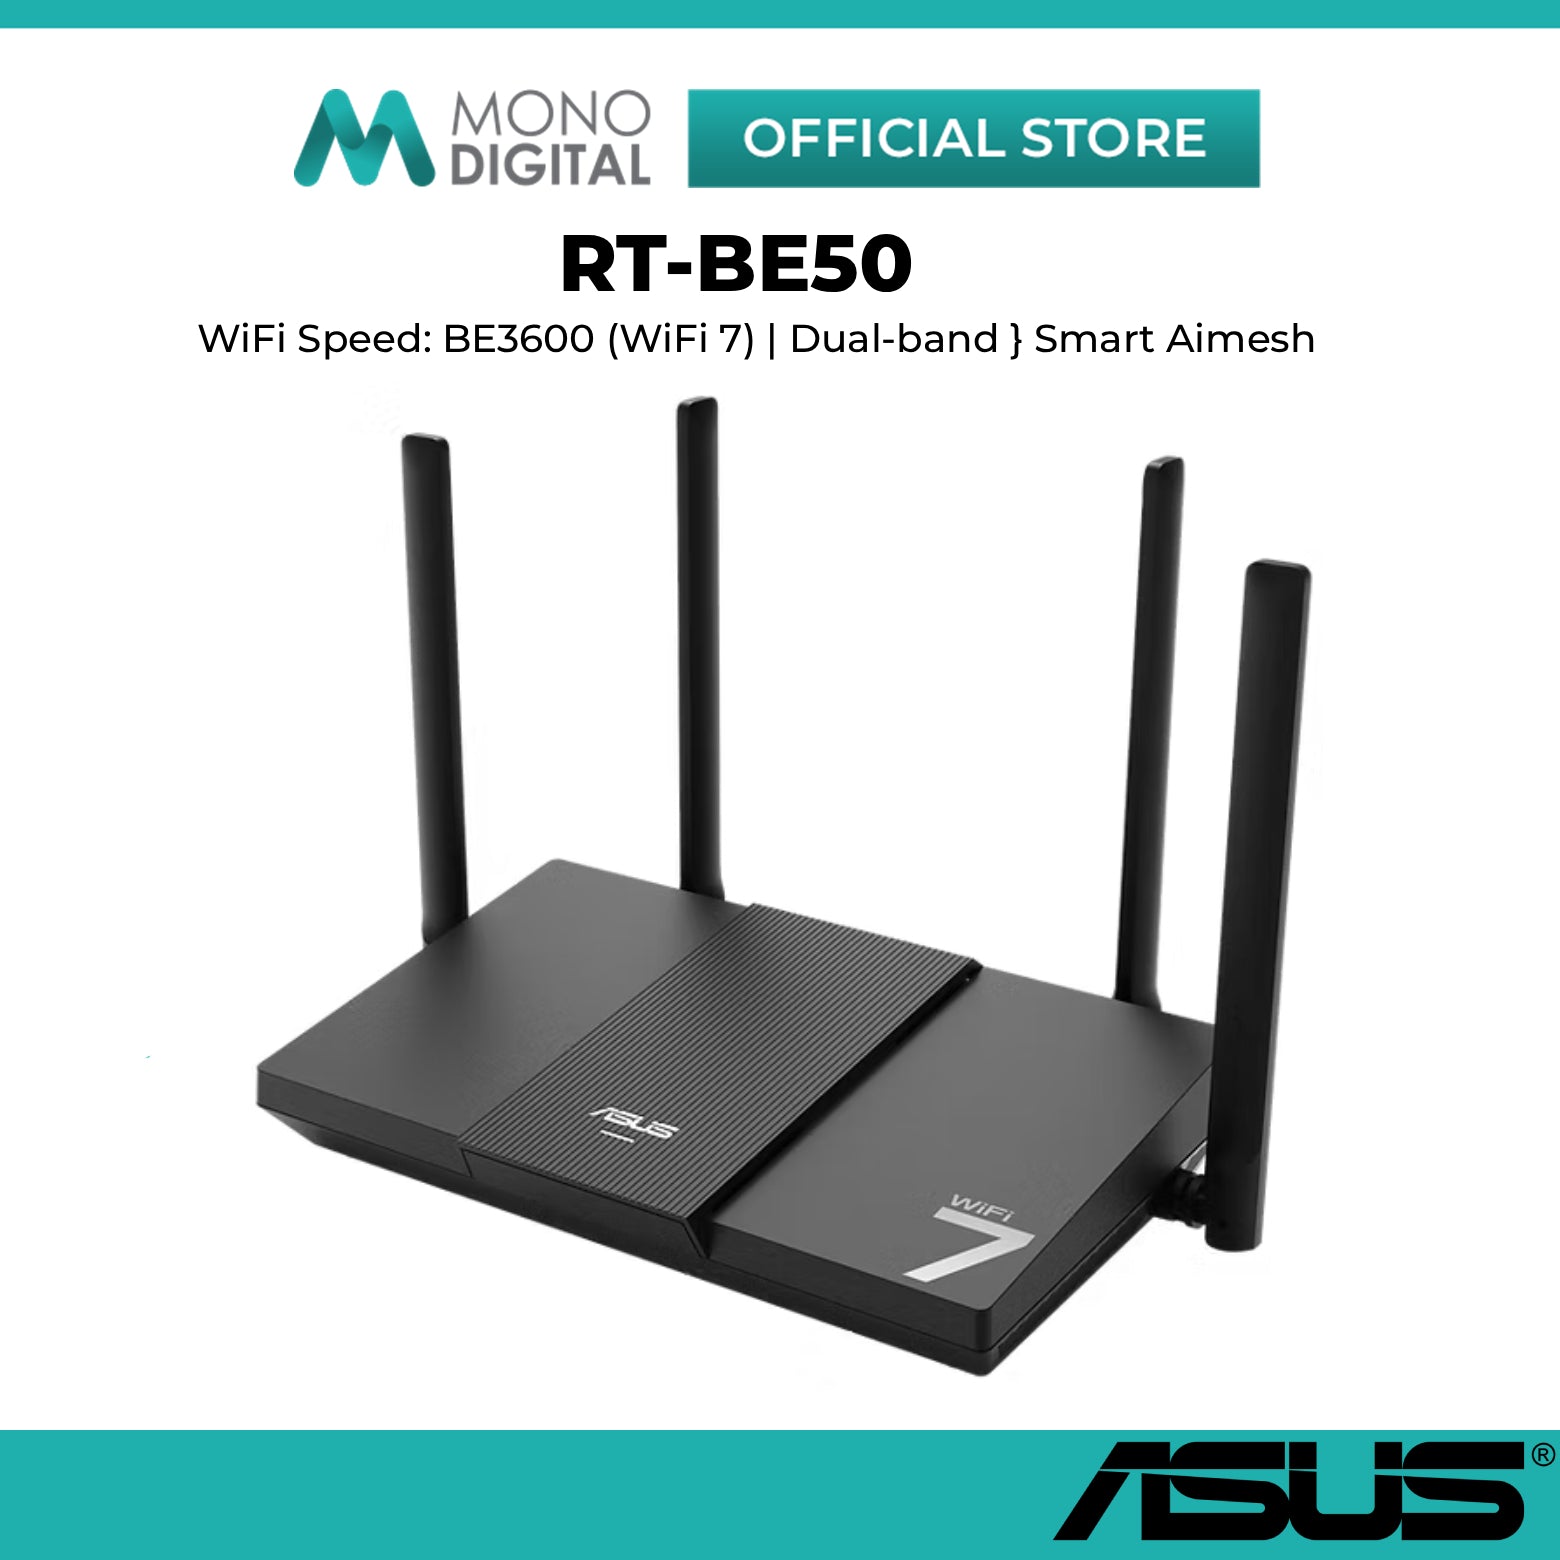 MONO
DIGITAL
OFFICIAL STORE
RT-BE50
WiFi Speed: BE3600 (WiFi 7) | Dual-band } Smart Aimesh
ASUS
WiFi
7
ASUS®